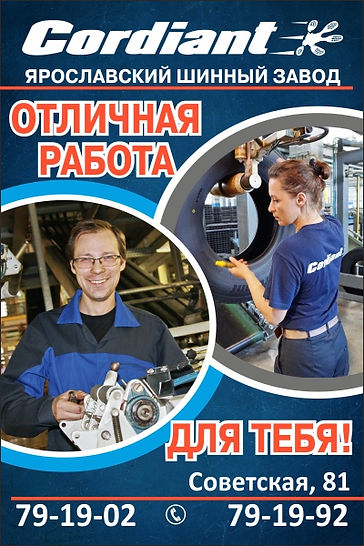 Cordiant
ЯРОСЛАВСКИЙ ШИННЫЙ ЗАВОД
ОТЛИЧНАЯ
РАБОТА
Cordiant
ДЛЯ ТЕБЯ!
Советская, 81
79-19-02 79-19-92